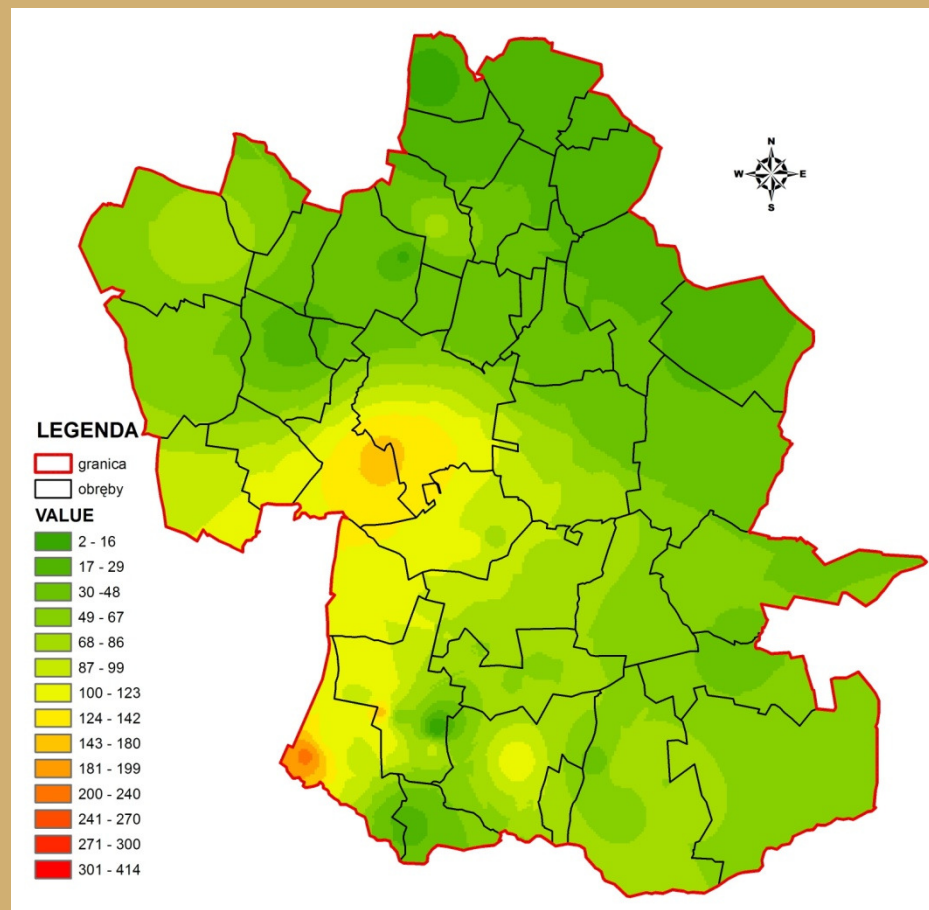 N
W E
S
LEGENDA
granica
obręby
VALUE
2 - 16
17 - 29
30 -48
49 - 67
68 - 86
87 - 99
100 - 123
124 - 142
143 - 180
181 - 199
200 - 240
241 - 270
271 - 300
301 - 414